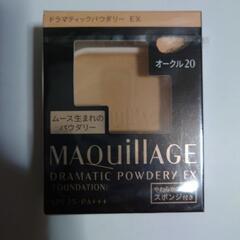 ドラマティックパウダリー EX
オークル20
ムース生まれの
パウダリー
MAQuillAGE
DRAMATIC POWDERY EX
(FOUNDATION)
SPF25・PA+++
スポンジ付き